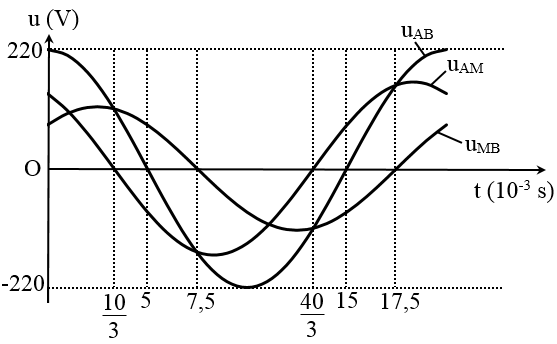 u (V)
220
u_AB
u_AM
u_MB
O
t (10⁻³ s)
-220
10/3 5 7,5 40/3 15 17,5